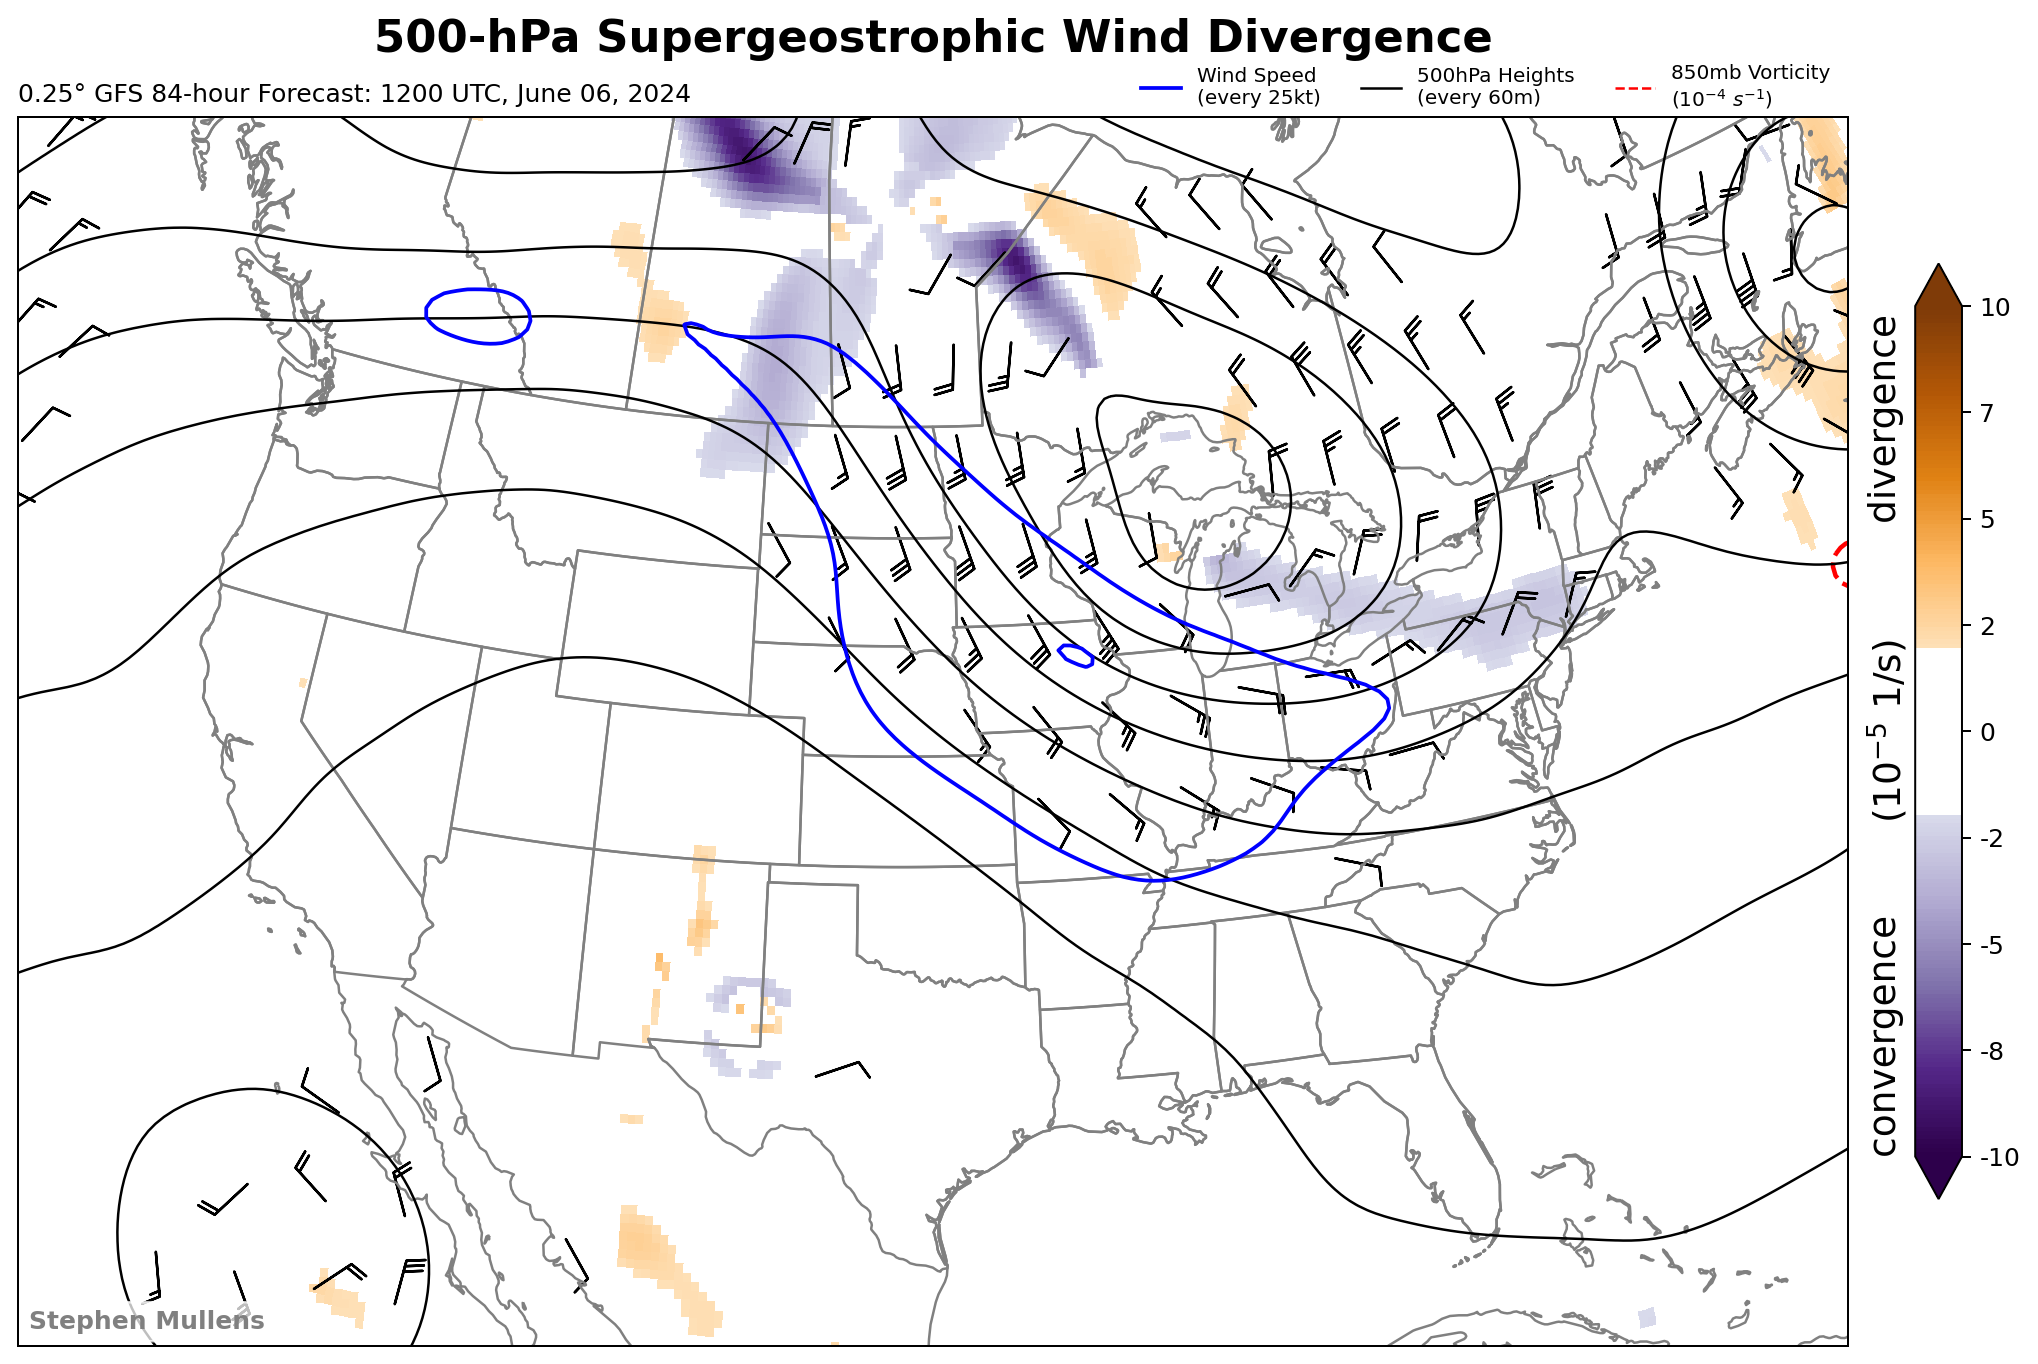 500-hPa Supergeostrophic Wind Divergence
0.25° GFS 84-hour Forecast: 1200 UTC, June 06, 2024
Wind Speed
(every 25kt)
500hPa Heights
(every 60m)
850mb Vorticity
(10⁻⁴ s⁻¹)
10
7
5
2
0
-2
-5
-8
-10
convergence (10⁻⁵ 1/s) divergence
Stephen Mullens